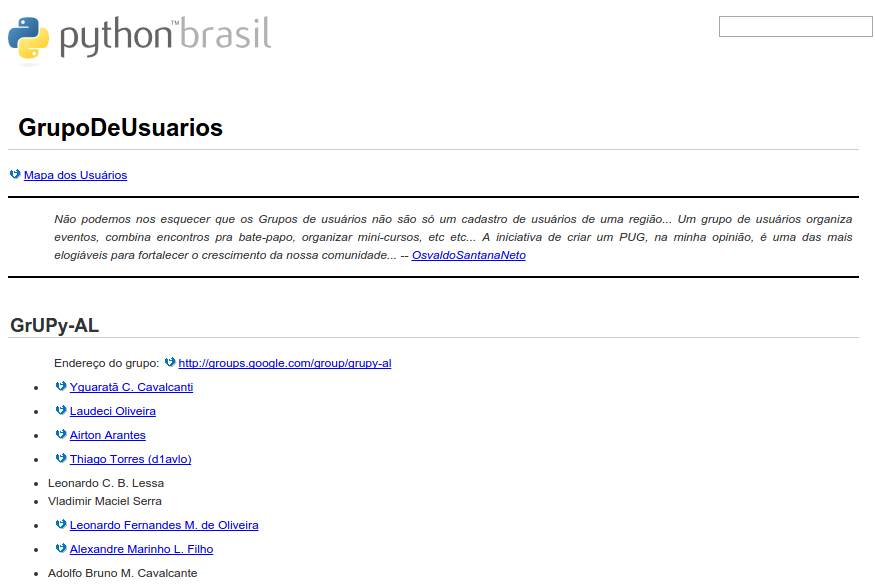 python™brasil
GrupoDeUsuarios
Mapa dos Usuários
Não podemos nos esquecer que os Grupos de usuários não são só um cadastro de usuários de uma região... Um grupo de usuários organiza
eventos, combina encontros pra bate-papo, organizar mini-cursos, etc etc... A iniciativa de criar um PUG, na minha opinião, é uma das mais
elogiáveis para fortalecer o crescimento da nossa comunidade... -- OsvaldoSantanaNeto
GrUPy-AL
Endereço do grupo: http://groups.google.com/group/grupy-al
Yguaratã C. Cavalcanti
Laudeci Oliveira
Airton Arantes
Thiago Torres (d1avlo)
Leonardo C. B. Lessa
Vladimir Maciel Serra
Leonardo Fernandes M. de Oliveira
Alexandre Marinho L. Filho
Adolfo Bruno M. Cavalcante